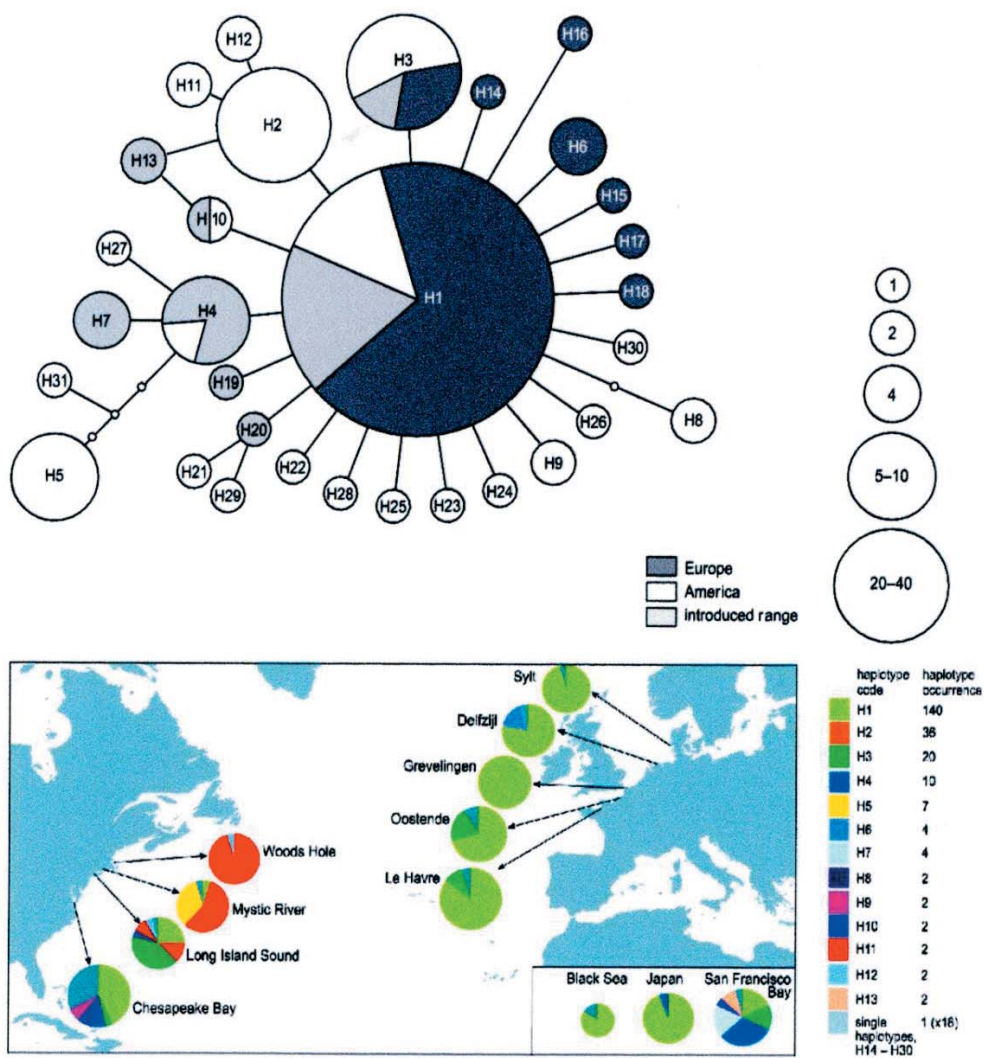 H12
H11
H2
H3
H16
H14
H6
H13
H10
H15
H17
H27
H18
H7
H4
H1
H30
H31
H19
H8
H26
H20
H9
H5
H21
H22
H29
H28
H25
H23
H24
1
2
4
5–10
20–40
Europe
America
introduced range
Sylt
Delfzijl
Grevelingen
Oostende
Le Havre
Woods Hole
Mystic River
Long Island Sound
Chesapeake Bay
Black Sea
Japan
San Francisco
Bay
haplotype haplotype
code occurrence
H1 140
H2 36
H3 20
H4 10
H5 7
H6 4
H7 4
H8 2
H9 2
H10 2
H11 2
H12 2
H13 2
single 1 (x18)
haplotypes,
H14 – H30